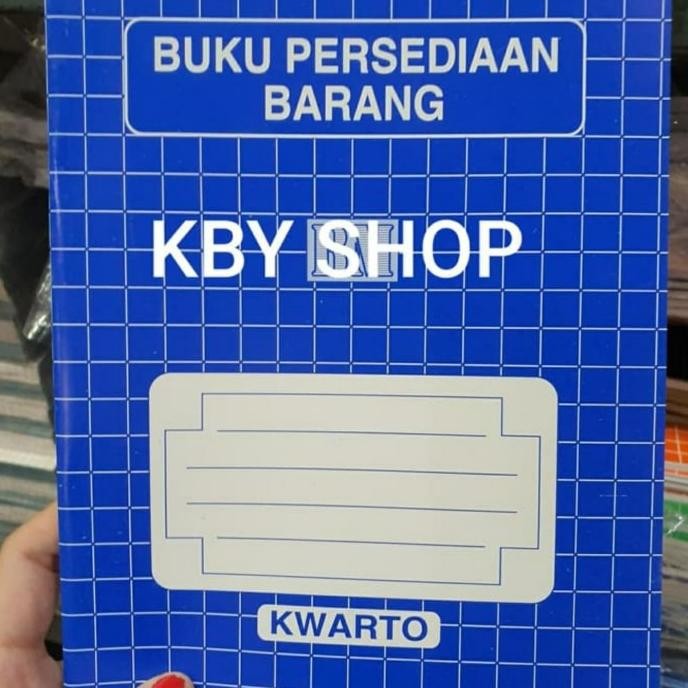 BUKU PERSEDIAAN
BARANG
KBY SHOP
KWARTO